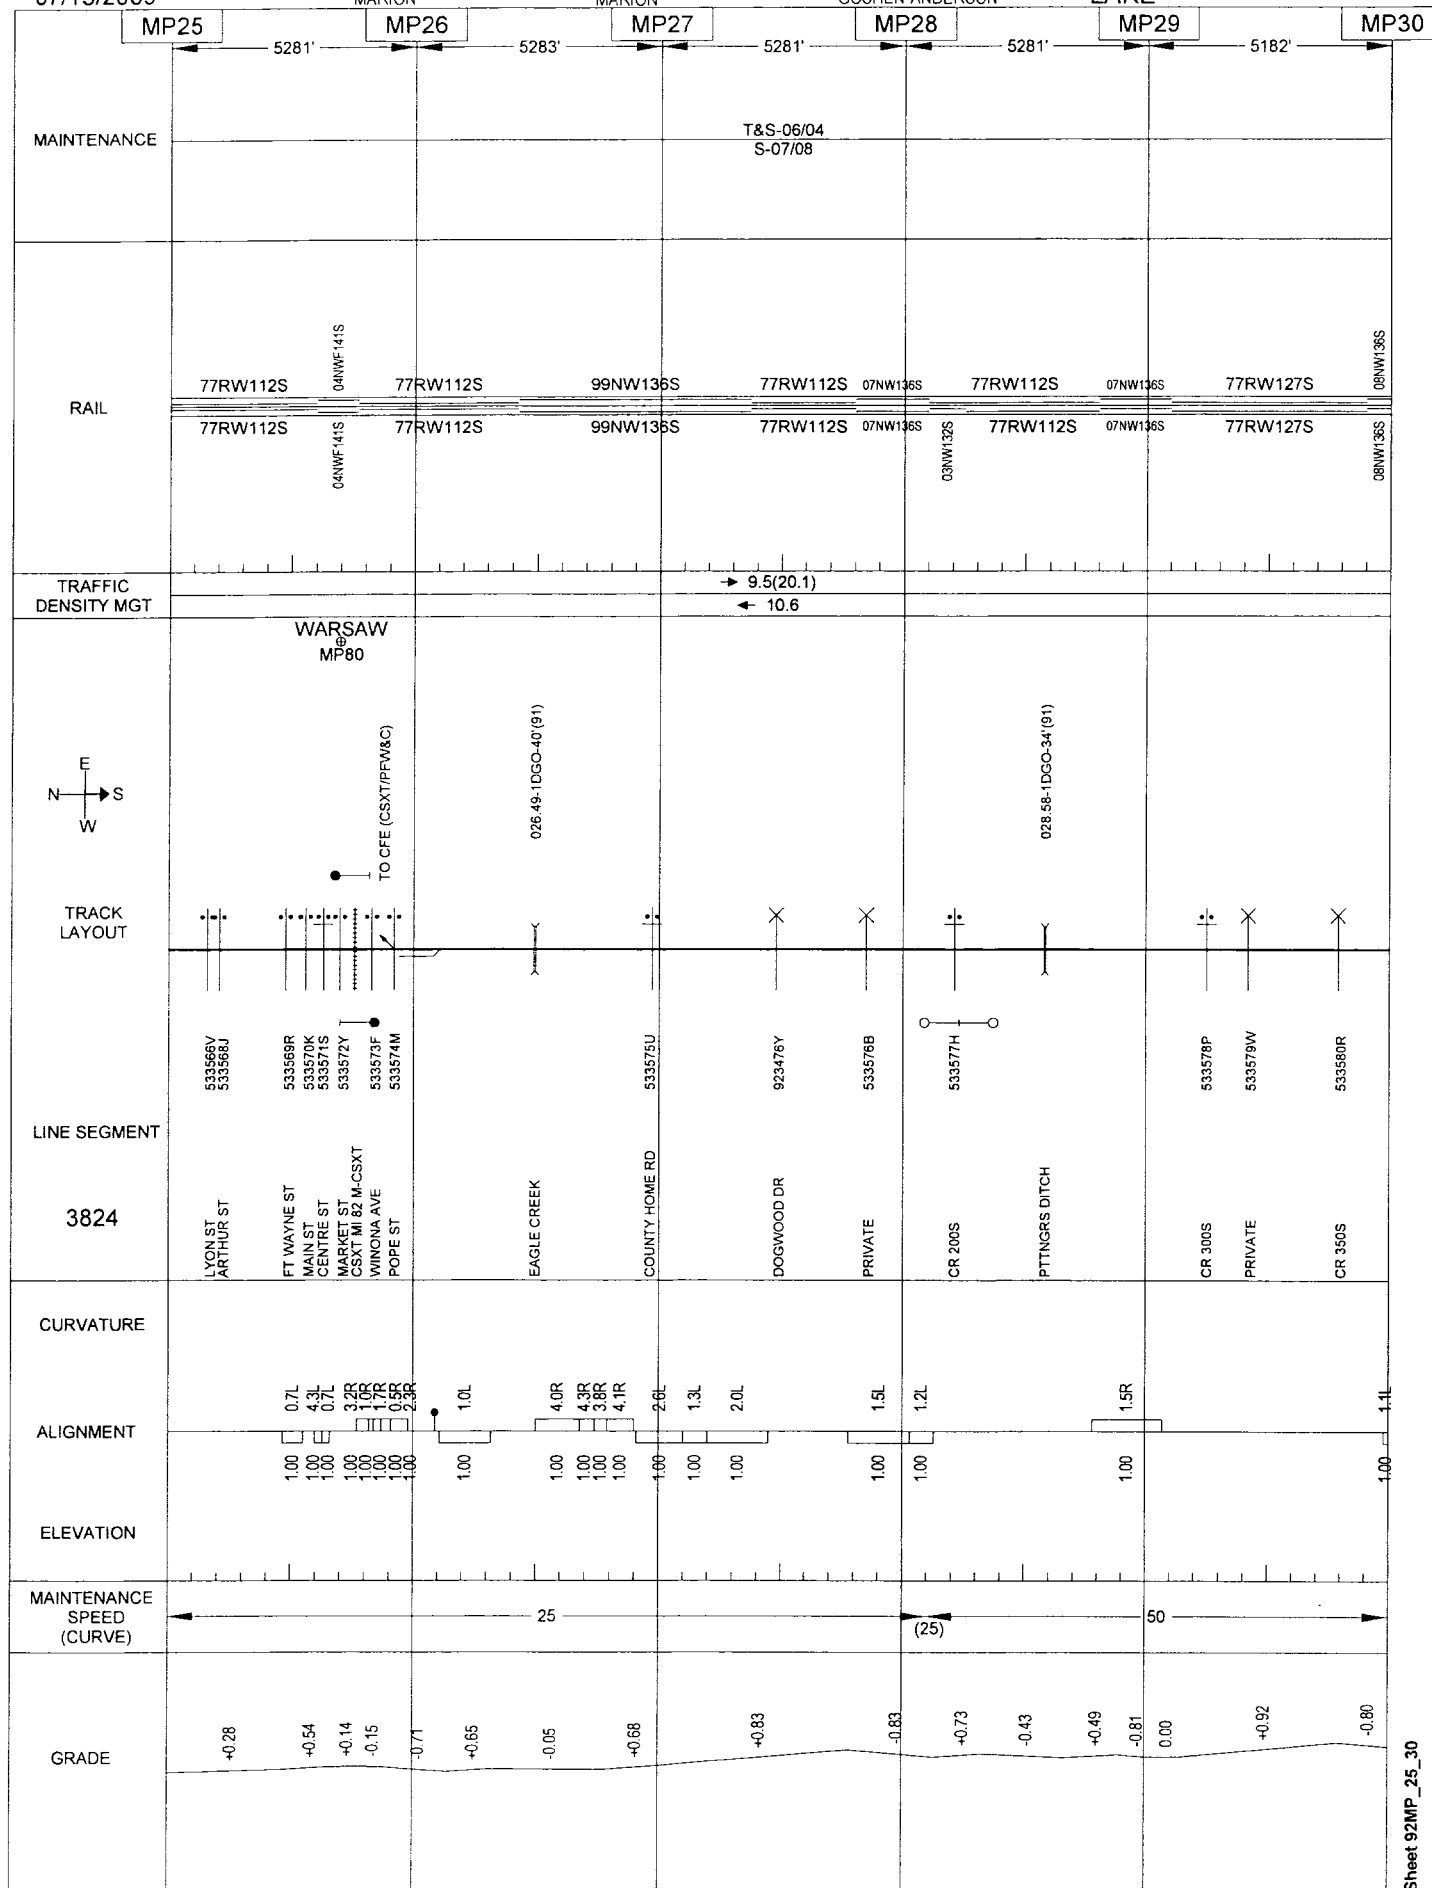 MP25 MP26 MP27 MP28 MP29 MP30
5281' 5283' 5281' 5281' 5182'
MAINTENANCE
T&S-06/04
S-07/08
RAIL
77RW112S 04NWF141S 77RW112S 99NW136S 77RW112S 07NW136S 77RW112S 07NW136S 77RW127S 08NW136S
77RW112S 04NWF141S 77RW112S 99NW136S 77RW112S 07NW136S 03NW132S 77RW112S 07NW136S 77RW127S 08NW136S
TRAFFIC
DENSITY MGT
→ 9.5(20.1)
← 10.6
WARSAW
MP80
E
N S
W
TO CFE (CSXT/PFW&C)
026.49-1DGO-40'(91)
028.58-1DGO-34'(91)
TRACK
LAYOUT
533566V
533568J
533569R
533570K
533571S
533572Y
533573F
533574M
533575U
923476Y
533576B
533577H
533578P
533579W
533580R
LINE SEGMENT
3824
LYON ST
ARTHUR ST
FT WAYNE ST
MAIN ST
CENTRE ST
MARKET ST
CSXT MI 82 M-CSXT
WINONA AVE
POPE ST
EAGLE CREEK
COUNTY HOME RD
DOGWOOD DR
PRIVATE
CR 200S
PTTNGRS DITCH
CR 300S
PRIVATE
CR 350S
CURVATURE
0.7L 4.3L 0.7L 3.2R 1.0R 1.7R 0.5R 2.3R 1.0L 4.0R 4.3R 3.8R 4.1R 2.6L 1.3L 2.0L 1.5L 1.2L 1.5R 1.1L
ALIGNMENT
1.00 1.00 1.00 1.00 1.00 1.00 1.00 1.00 1.00 1.00 1.00 1.00 1.00 1.00 1.00 1.00 1.00 1.00 1.00 1.00
ELEVATION
MAINTENANCE
SPEED
(CURVE)
25 (25) 50
GRADE
+0.28 +0.54 +0.14 -0.15 -0.71 +0.65 -0.05 +0.68 +0.83 -0.83 +0.73 -0.43 +0.49 -0.81 0.00 +0.92 -0.80
Sheet 92MP_25_30